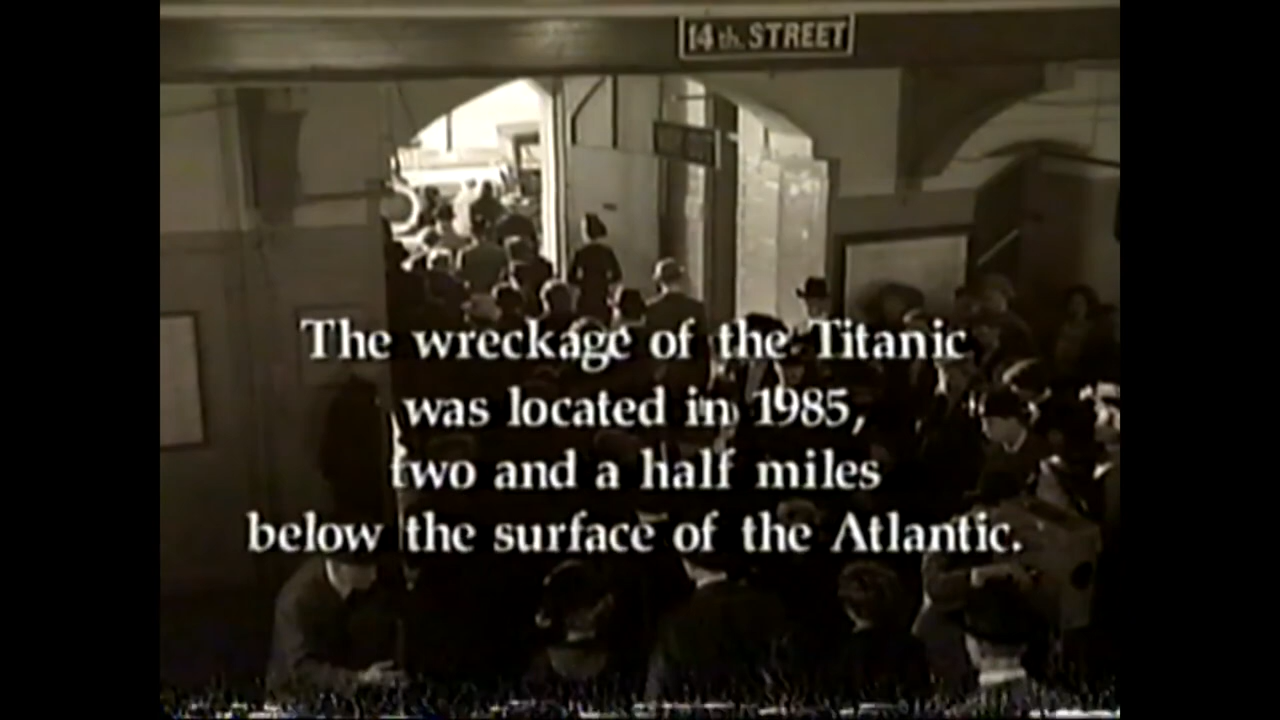 14th. STREET
The wreckage of the Titanic
was located in 1985,
two and a half miles
below the surface of the Atlantic.